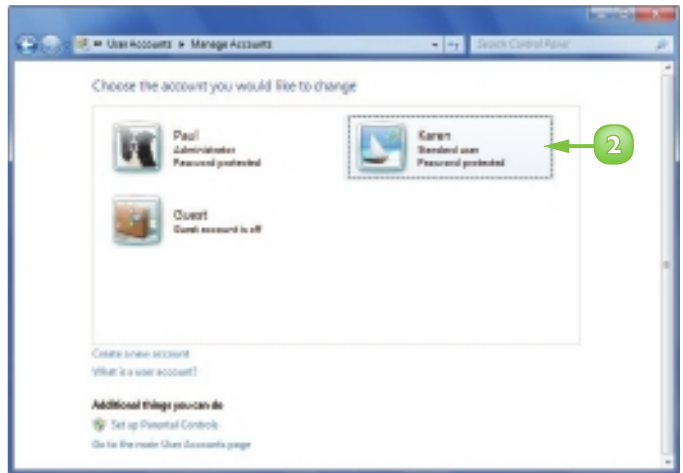 User Accounts ▸ Manage Accounts
Search Control Panel
Choose the account you would like to change
Paul
Administrator
Password protected
Karen
Standard user
Password protected
2
Guest
Guest account is off
Create a new account
What is a user account?
Additional things you can do
Set up Parental Controls
Go to the main User Accounts page